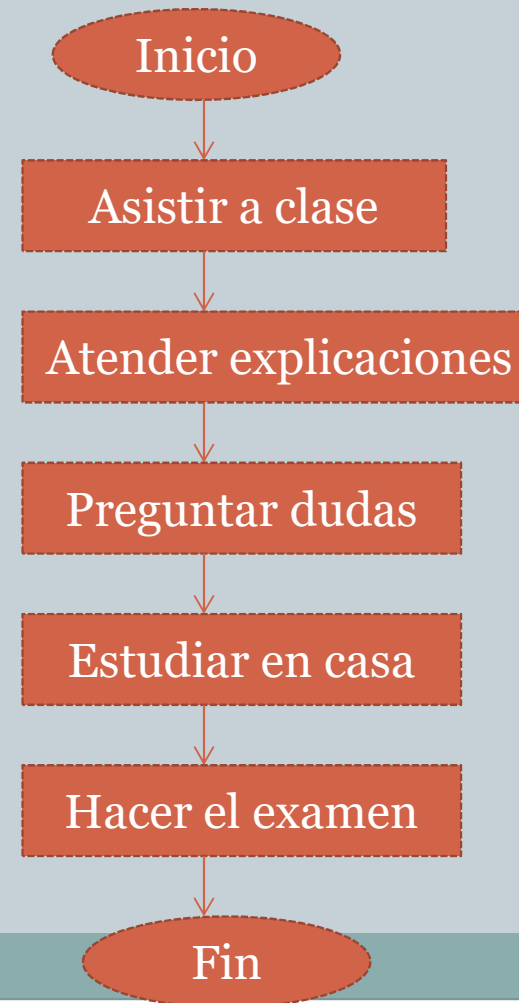 Inicio
Asistir a clase
Atender explicaciones
Preguntar dudas
Estudiar en casa
Hacer el examen
Fin